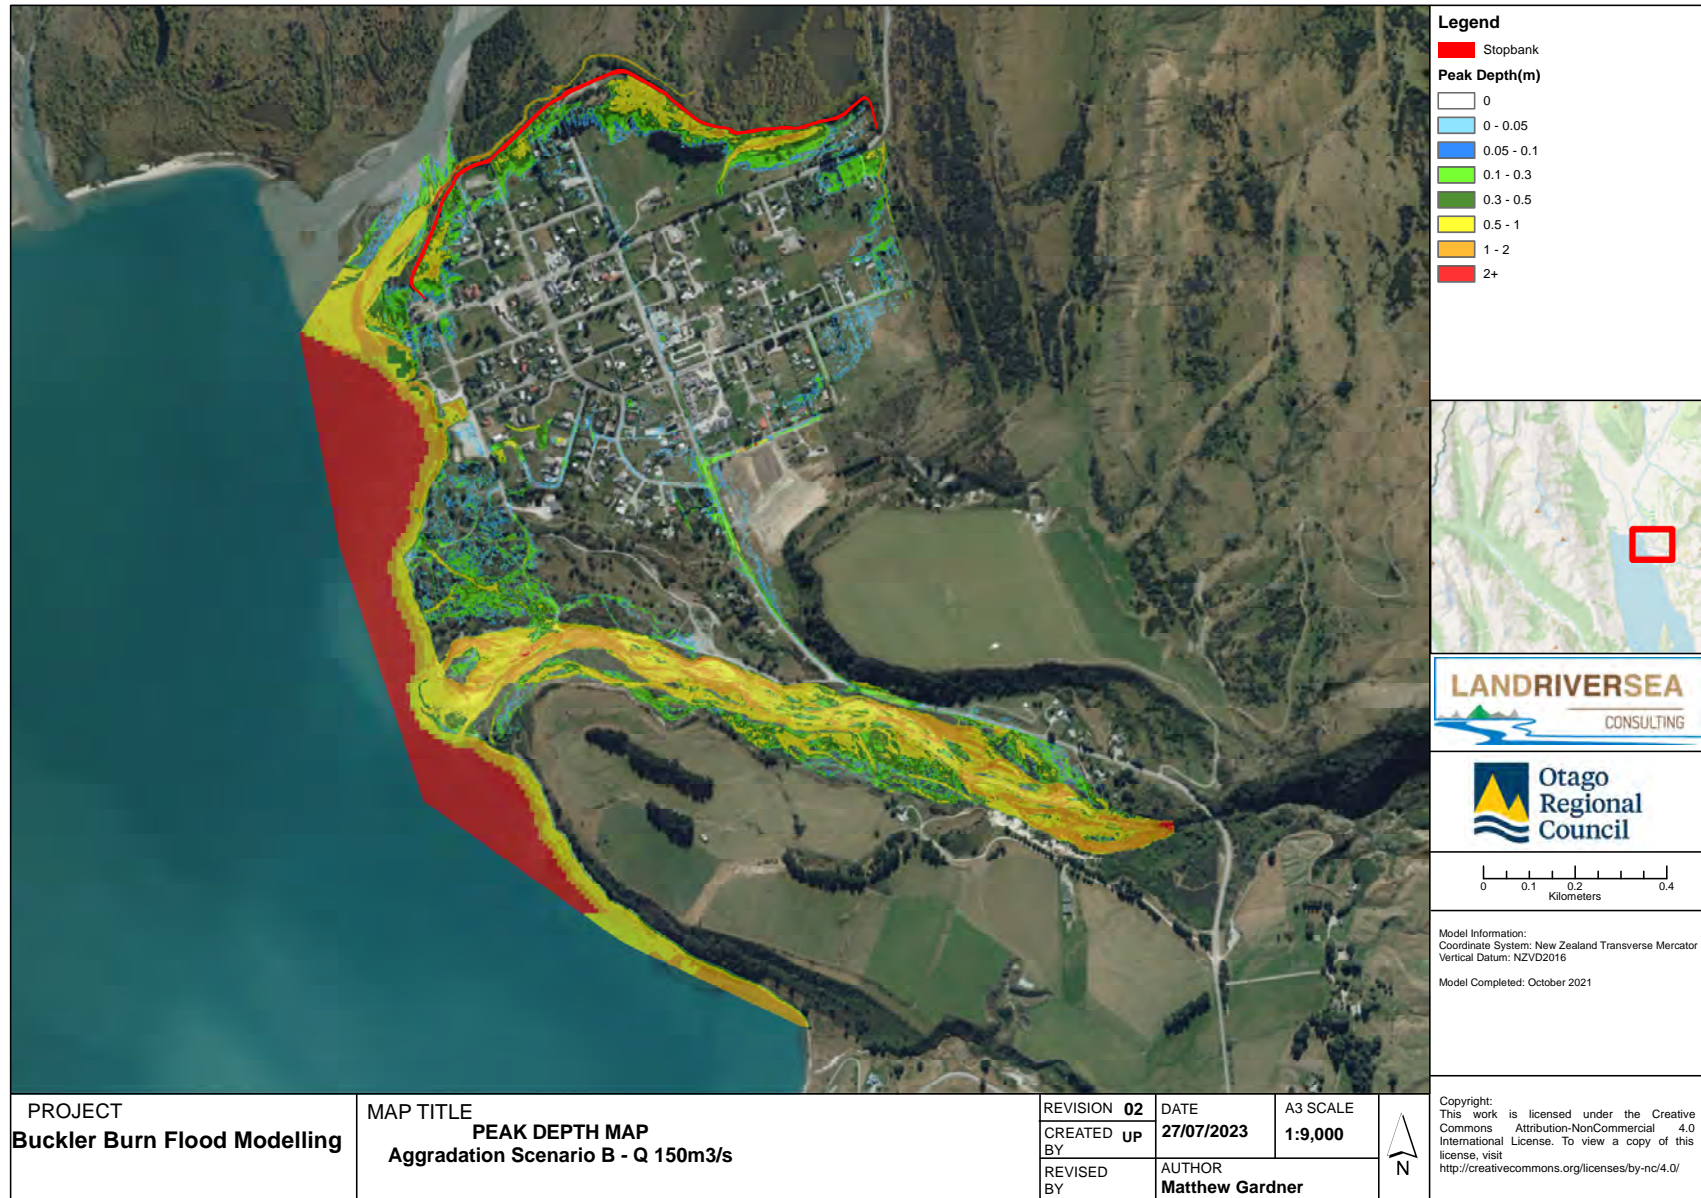 Legend
Stopbank
Peak Depth(m)
0
0 - 0.05
0.05 - 0.1
0.1 - 0.3
0.3 - 0.5
0.5 - 1
1 - 2
2+
LANDRIVERSEA
CONSULTING
Otago
Regional
Council
0 0.1 0.2 0.4
Kilometers
Model Information:
Coordinate System: New Zealand Transverse Mercator
Vertical Datum: NZVD2016
Model Completed: October 2021
Copyright:
This work is licensed under the Creative
Commons Attribution-NonCommercial 4.0
International License. To view a copy of this
license, visit
http://creativecommons.org/licenses/by-nc/4.0/
PROJECT
Buckler Burn Flood Modelling
MAP TITLE
PEAK DEPTH MAP
Aggradation Scenario B - Q 150m3/s
REVISION 02
CREATED BY UP
REVISED BY
DATE
27/07/2023
A3 SCALE
1:9,000
AUTHOR
Matthew Gardner
N